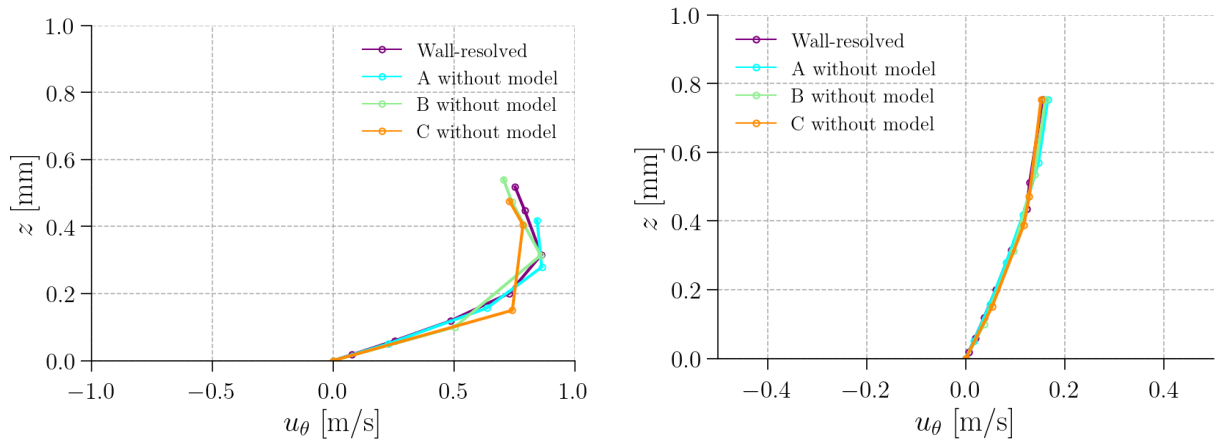 1.0
0.8
0.6
0.4
0.2
0.0
z [mm]
−1.0 −0.5 0.0 0.5 1.0
u_θ [m/s]
Wall-resolved
A without model
B without model
C without model
1.0
0.8
0.6
0.4
0.2
0.0
z [mm]
−0.4 −0.2 0.0 0.2 0.4
u_θ [m/s]
Wall-resolved
A without model
B without model
C without model